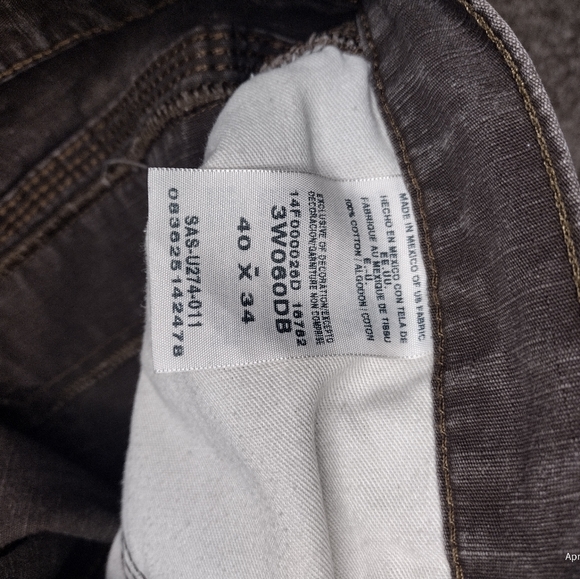 MADE IN MEXICO OF US FABRIC
HECHO EN MEXICO CON TELA DE
EE.UU.
FABRIQUE AU MEXIQUE DE TISSU
E.-U.
100% COTTON / ALGODON / COTON
EXCLUSIVE OF DECORATION/EXCEPTO
DECORACION/GARNITURE NON COMPRISE
14F000026D 16782
3W060DB
-
40 X 34
SAS-U274-011
083625142478
Apr